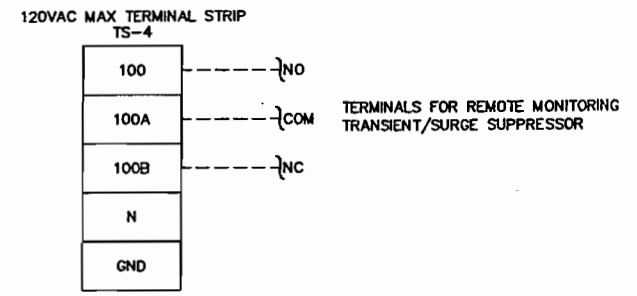 120VAC MAX TERMINAL STRIP
TS-4
100
NO
100A
COM
TERMINALS FOR REMOTE MONITORING
TRANSIENT/SURGE SUPPRESSOR
100B
NC
N
GND